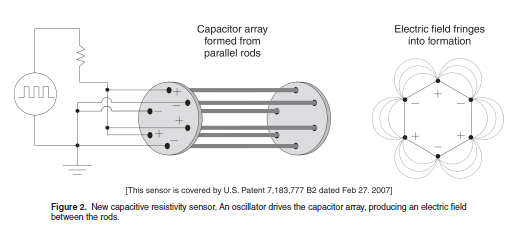 Capacitor array
formed from
parallel rods
Electric field fringes
into formation
+
−
−
+
+
−
+
−
−
+
+
−
[This sensor is covered by U.S. Patent 7,183,777 B2 dated Feb 27. 2007]
Figure 2. New capacitive resistivity sensor. An oscillator drives the capacitor array, producing an electric field
between the rods.